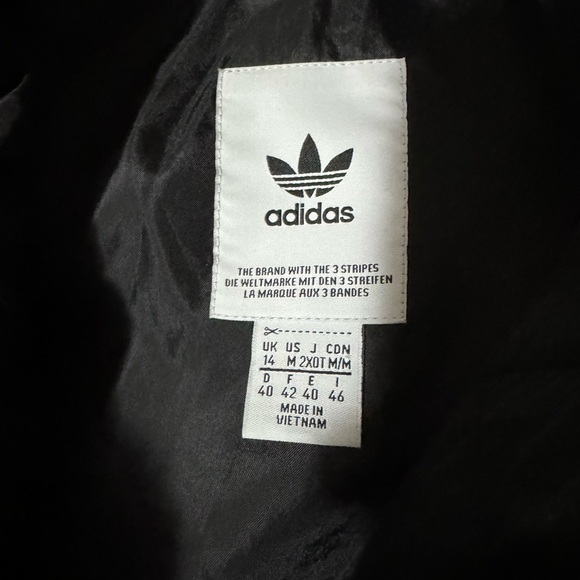 adidas
THE BRAND WITH THE 3 STRIPES
DIE WELTMARKE MIT DEN 3 STREIFEN
LA MARQUE AUX 3 BANDES
UK US J CDN
14 M 2XOT M/M
D F E I
40 42 40 46
MADE IN
VIETNAM